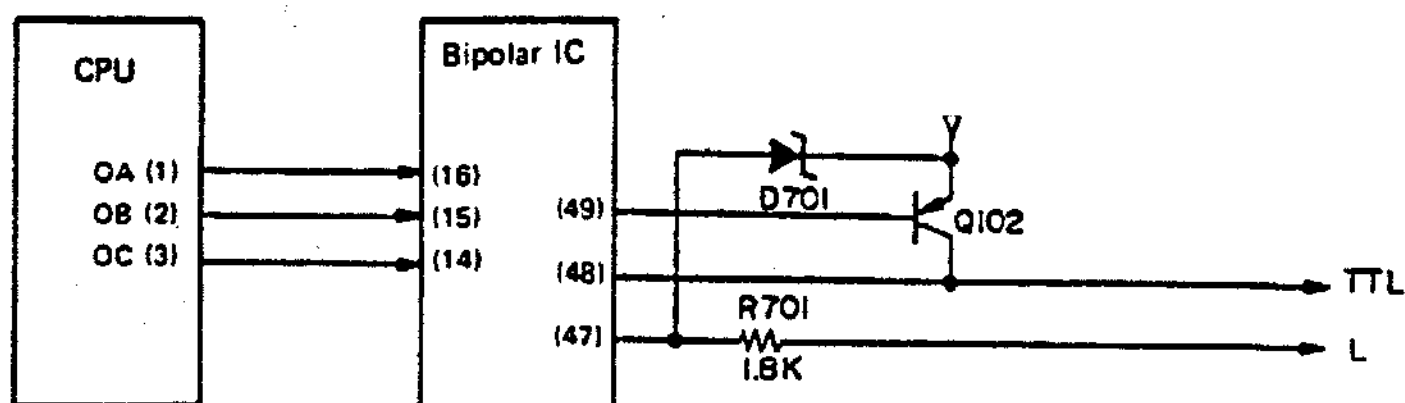 CPU
Bipolar IC
OA (1)
OB (2)
OC (3)
(16)
(15)
(14)
(49)
(48)
(47)
V
D701
Q102
TTL
R701
1.8K
L